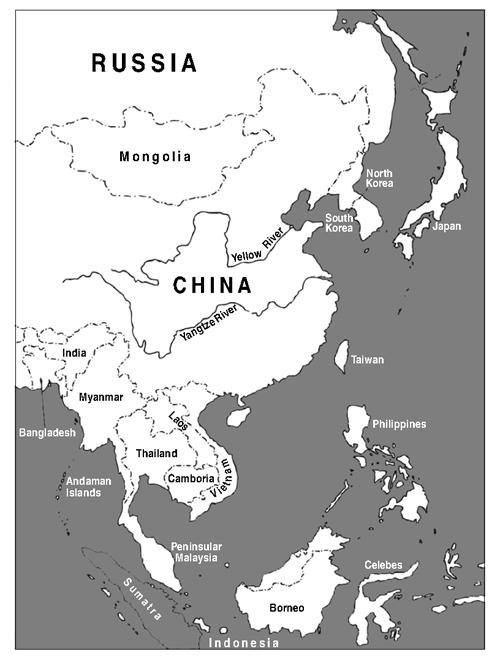 RUSSIA
Mongolia
North
Korea
South
Korea
Japan
Yellow River
CHINA
Yangtze River
India
Taiwan
Myanmar
Laos
Bangladesh
Philippines
Thailand
Camboria
Vietnam
Andaman
Islands
Peninsular
Malaysia
Celebes
Sumatra
Borneo
Indonesia